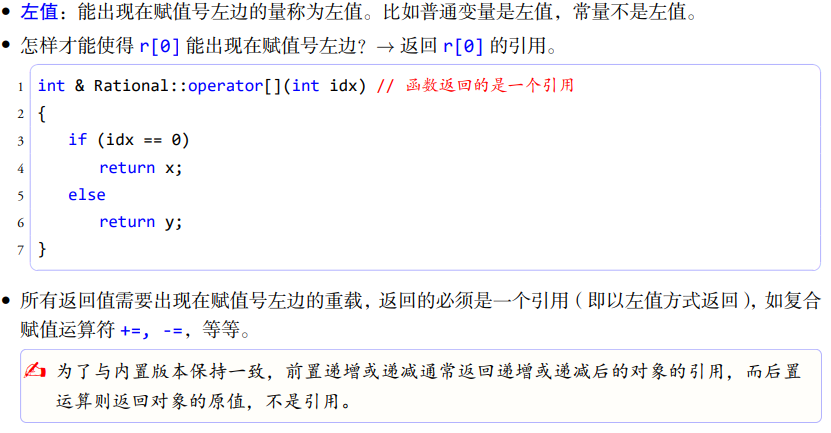 • 左值：能出现在赋值号左边的量称为左值。比如普通变量是左值，常量不是左值。
• 怎样才能使得 r[0] 能出现在赋值号左边？→ 返回 r[0] 的引用。
1 int & Rational::operator[](int idx) // 函数返回的是一个引用
2 {
3 if (idx == 0)
4 return x;
5 else
6 return y;
7 }
• 所有返回值需要出现在赋值号左边的重载，返回的必须是一个引用（即以左值方式返回），如复合
赋值运算符 +=, -=，等等。
✍ 为了与内置版本保持一致，前置递增或递减通常返回递增或递减后的对象的引用，而后置
运算则返回对象的原值，不是引用。